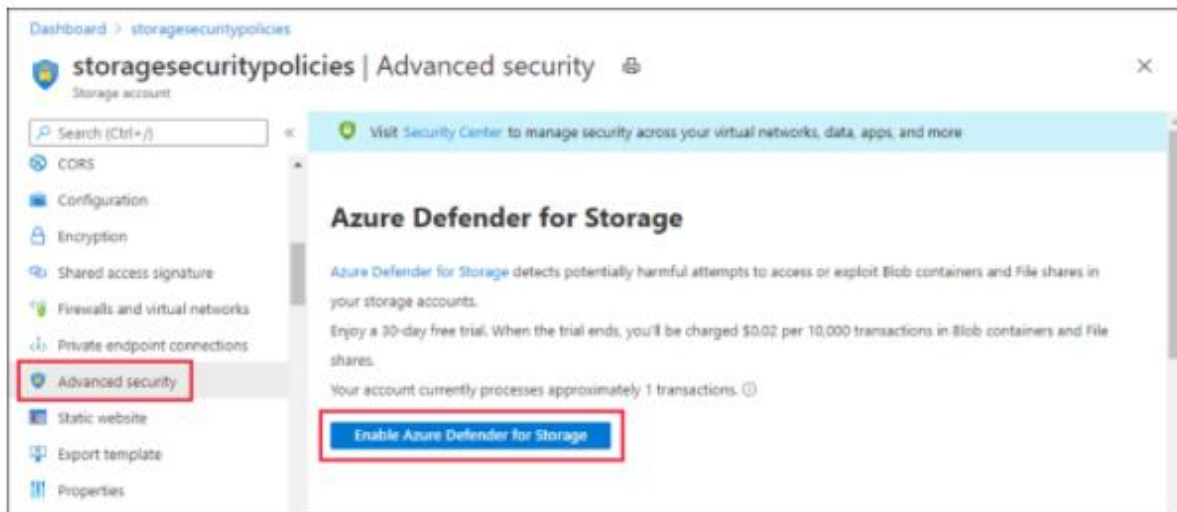 Dashboard > storagesecuritypolicies
storagesecuritypolicies | Advanced security
Storage account
Search (Ctrl+/)
«
CORS
Configuration
Encryption
Shared access signature
Firewalls and virtual networks
Private endpoint connections
Advanced security
Static website
Export template
Properties
Visit Security Center to manage security across your virtual networks, data, apps, and more
Azure Defender for Storage
Azure Defender for Storage detects potentially harmful attempts to access or exploit Blob containers and File shares in
your storage accounts.
Enjoy a 30-day free trial. When the trial ends, you'll be charged $0.02 per 10,000 transactions in Blob containers and File
shares.
Your account currently processes approximately 1 transactions.
Enable Azure Defender for Storage